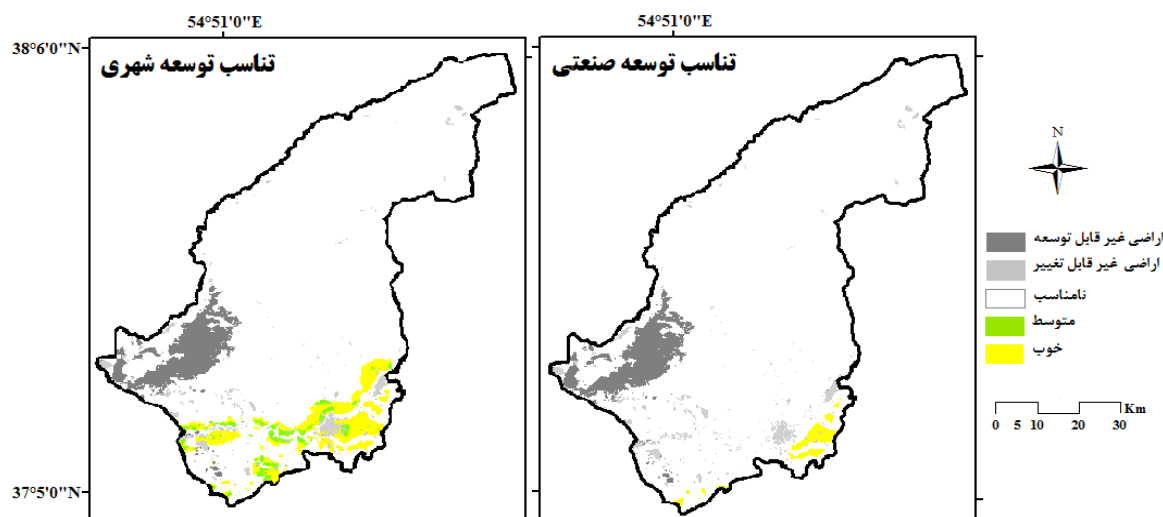 54°51'0"E
54°51'0"E
38°6'0"N
تناسب توسعه شهری
تناسب توسعه صنعتی
N
اراضی غیر قابل توسعه
اراضی غیر قابل تغییر
نامناسب
متوسط
خوب
Km
0 5 10 20 30
37°5'0"N